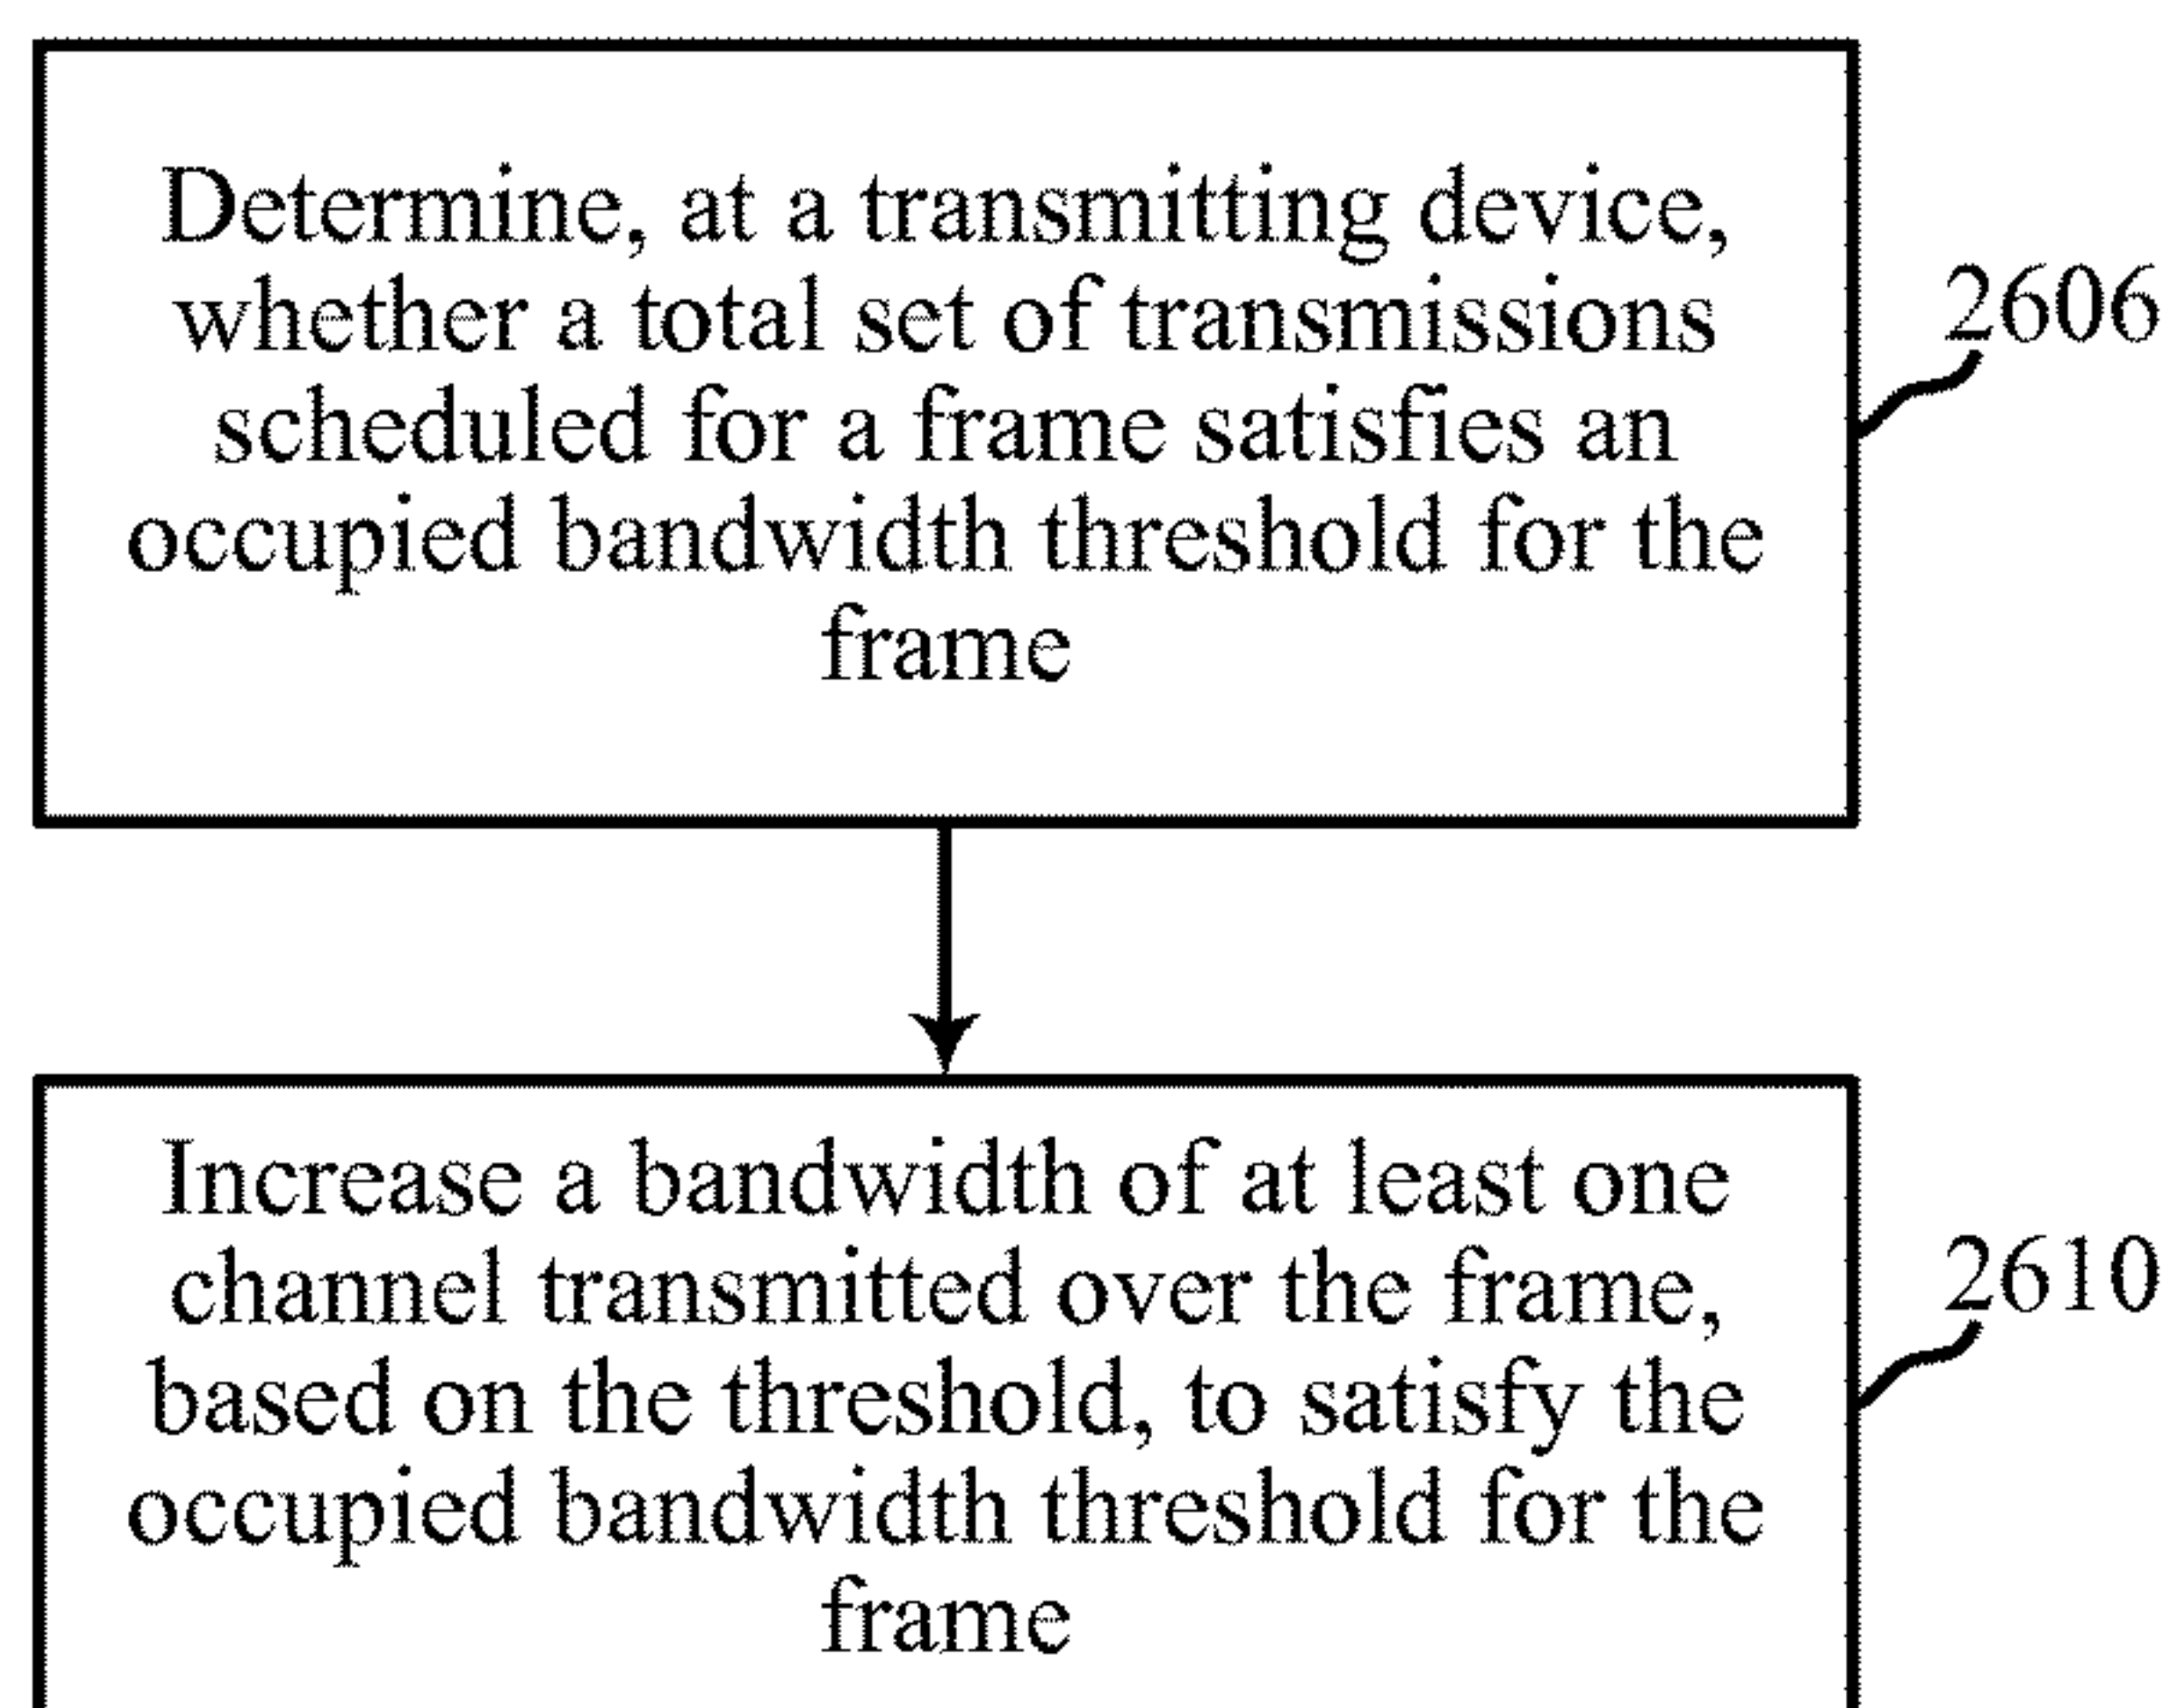 Determine, at a transmitting device,
whether a total set of transmissions
scheduled for a frame satisfies an
occupied bandwidth threshold for the
frame
2606
Increase a bandwidth of at least one
channel transmitted over the frame,
based on the threshold, to satisfy the
occupied bandwidth threshold for the
frame
2610